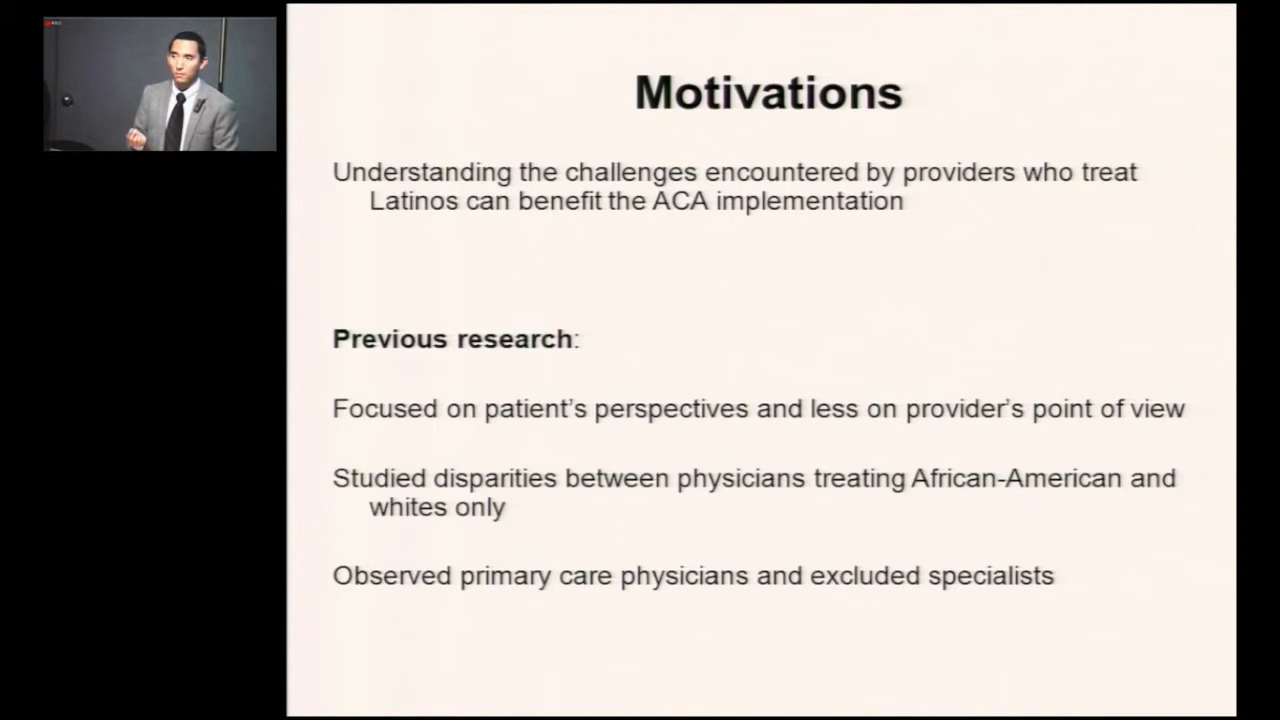 Motivations
Understanding the challenges encountered by providers who treat
Latinos can benefit the ACA implementation
Previous research:
Focused on patient’s perspectives and less on provider’s point of view
Studied disparities between physicians treating African-American and
whites only
Observed primary care physicians and excluded specialists